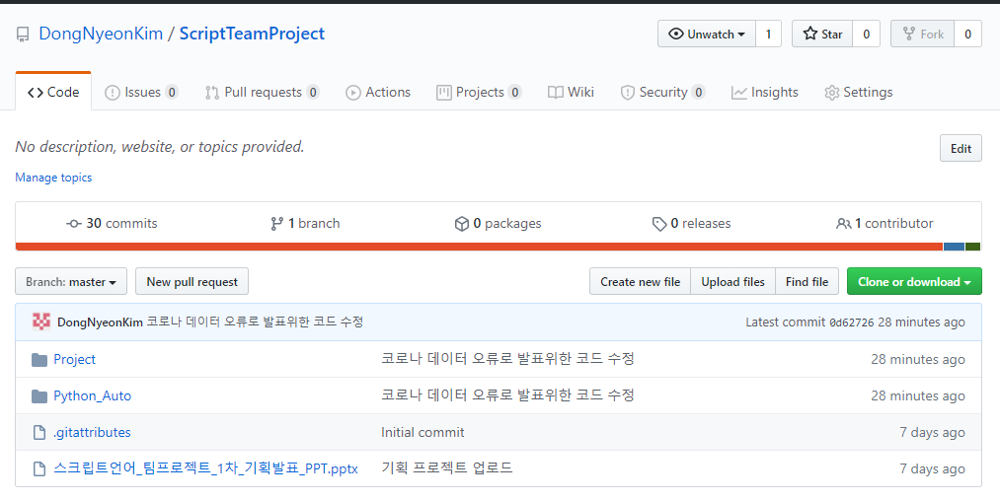 DongNyeonKim / ScriptTeamProject
Unwatch 1 Star 0 Fork 0
Code Issues 0 Pull requests 0 Actions Projects 0 Wiki Security 0 Insights Settings
No description, website, or topics provided.
Edit
Manage topics
30 commits 1 branch 0 packages 0 releases 1 contributor
Branch: master New pull request Create new file Upload files Find file Clone or download
DongNyeonKim 코로나 데이터 오류로 발표위한 코드 수정 Latest commit 0d62726 28 minutes ago
Project 코로나 데이터 오류로 발표위한 코드 수정 28 minutes ago
Python_Auto 코로나 데이터 오류로 발표위한 코드 수정 28 minutes ago
.gitattributes Initial commit 7 days ago
스크립트언어_팀프로젝트_1차_기획발표_PPT.pptx 기획 프로젝트 업로드 7 days ago